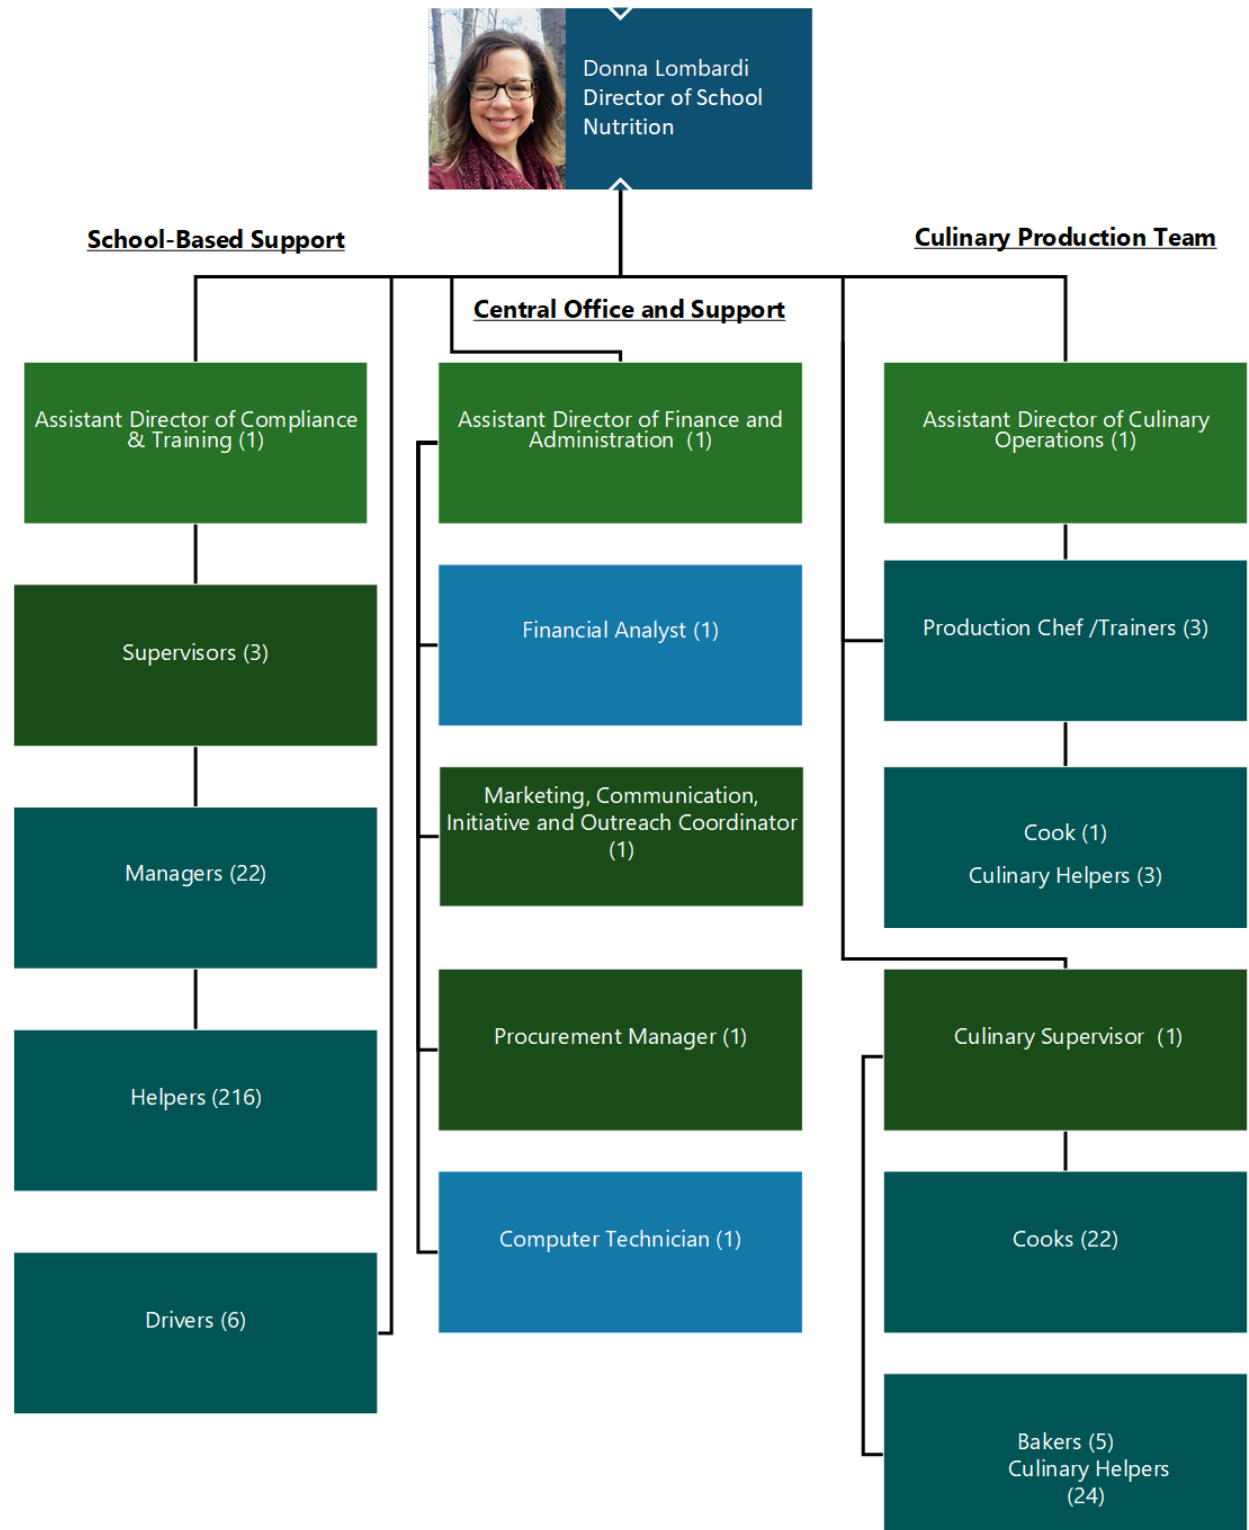 Donna Lombardi
Director of School
Nutrition
School-Based Support
Culinary Production Team
Central Office and Support
Assistant Director of Compliance
& Training (1)
Assistant Director of Finance and
Administration  (1)
Assistant Director of Culinary
Operations (1)
Supervisors (3)
Financial Analyst (1)
Production Chef /Trainers (3)
Marketing, Communication,
Initiative and Outreach Coordinator
(1)
Managers (22)
Cook (1)
Culinary Helpers (3)
Helpers (216)
Procurement Manager (1)
Culinary Supervisor  (1)
Drivers (6)
Computer Technician (1)
Cooks (22)
Bakers (5)
Culinary Helpers
(24)